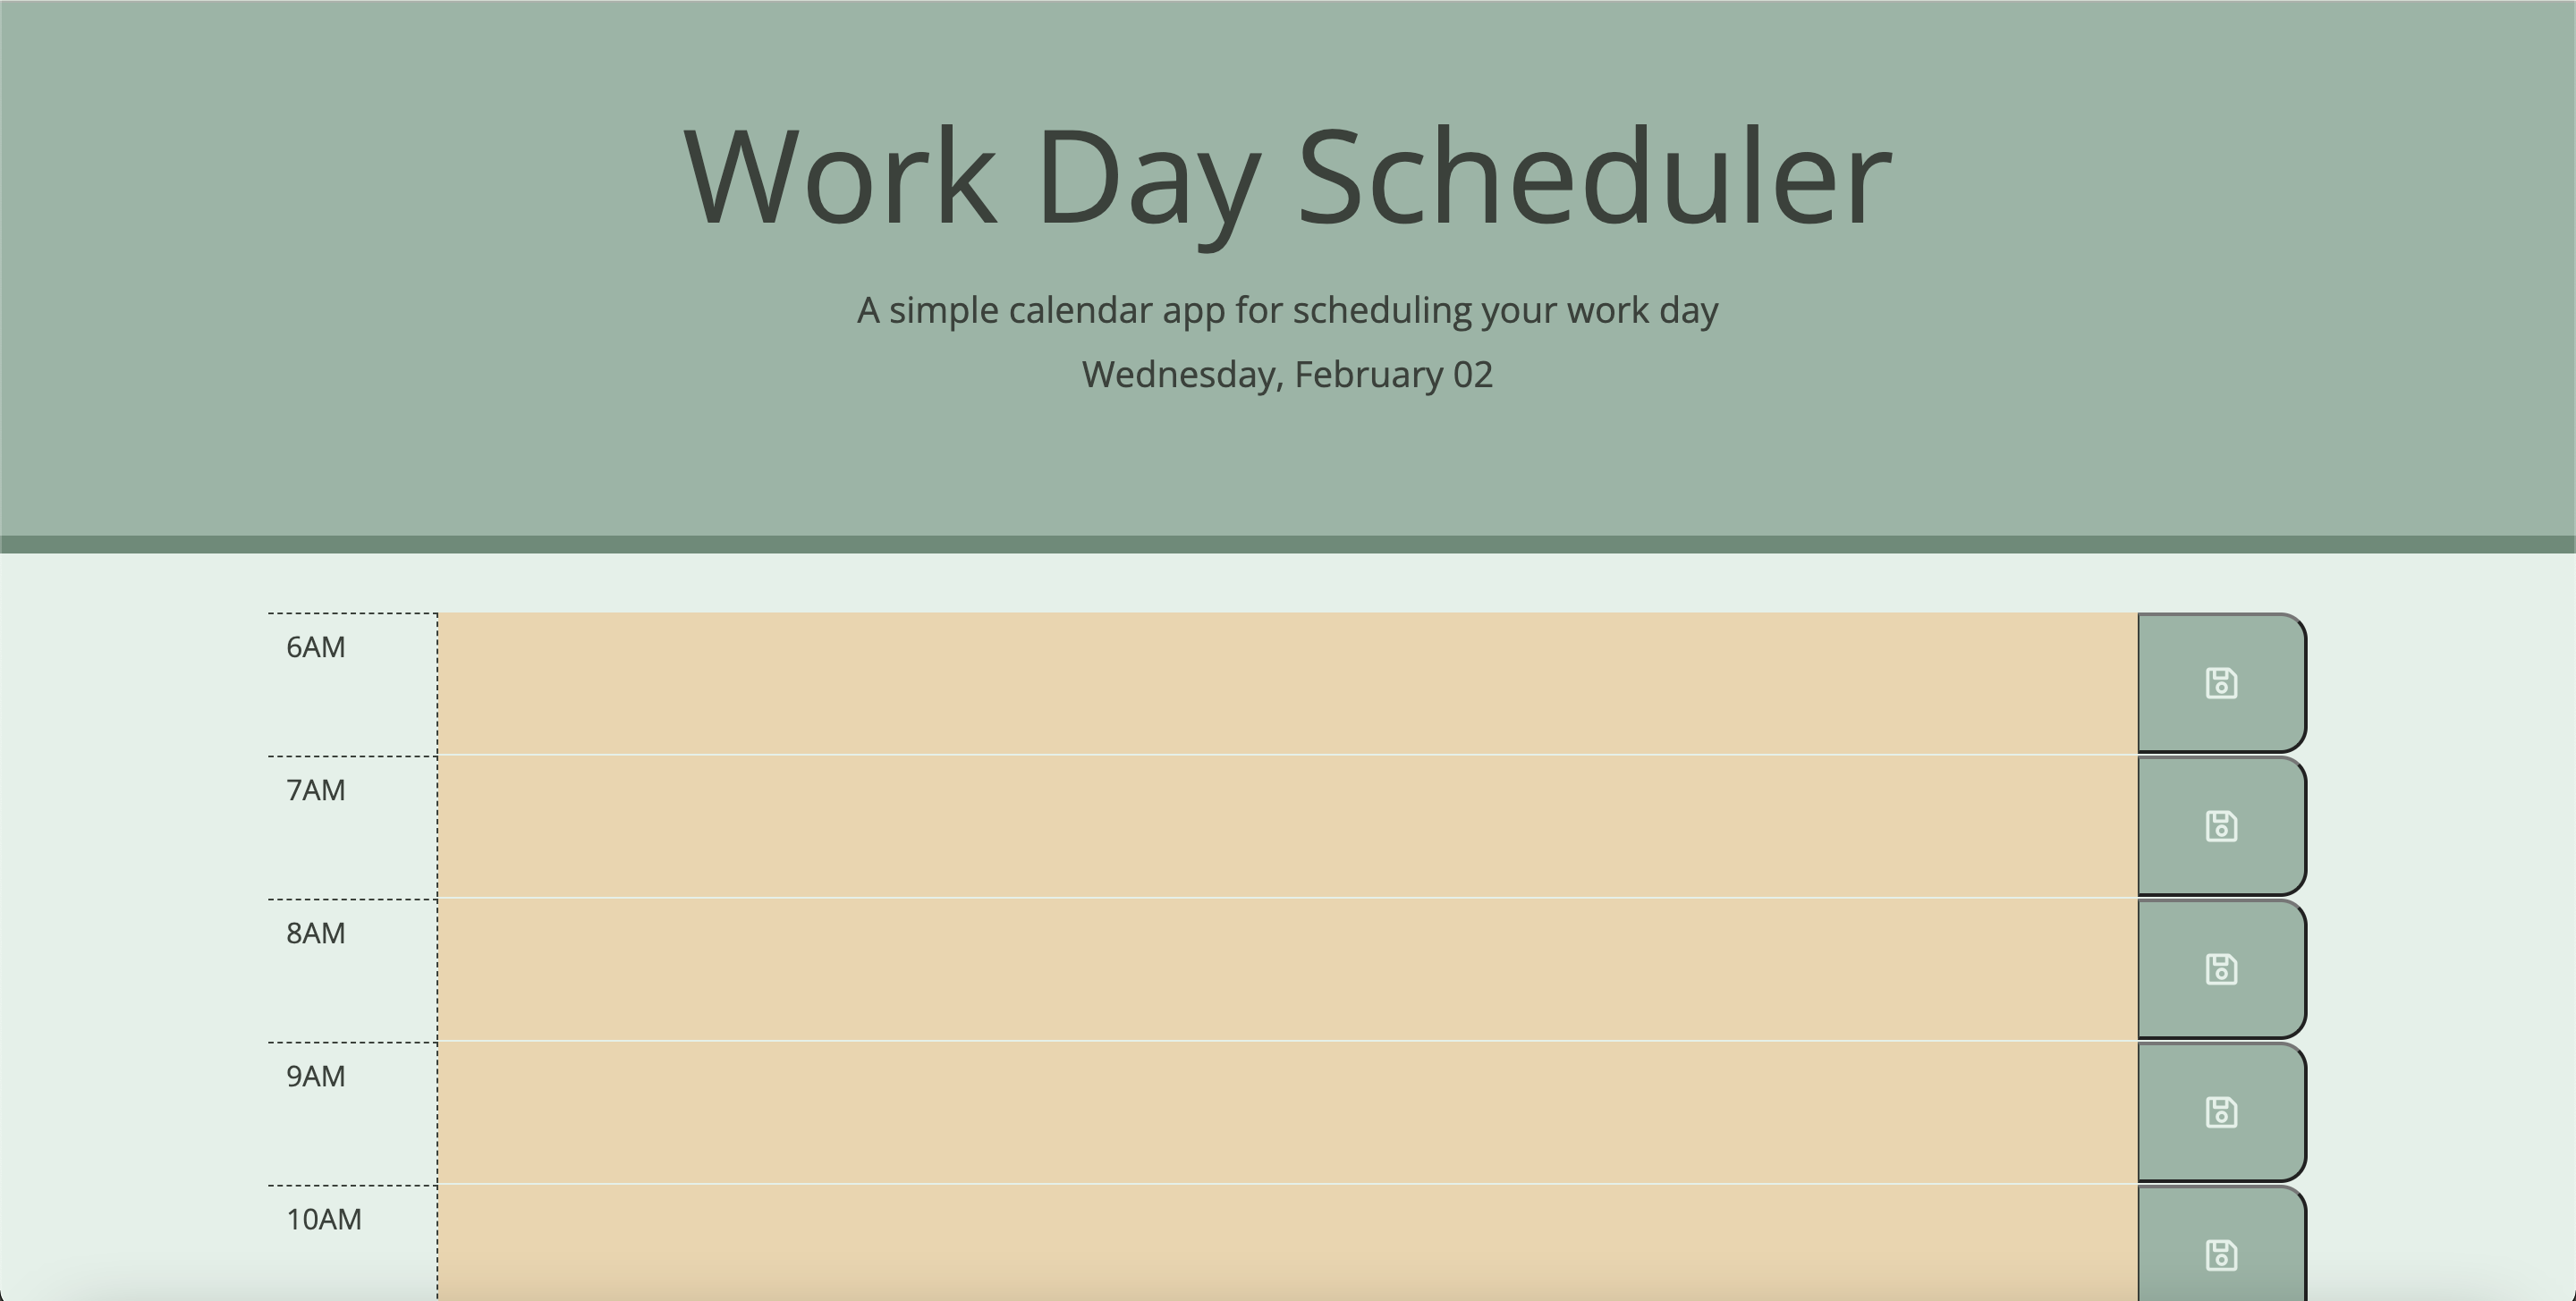 Work Day Scheduler
A simple calendar app for scheduling your work day
Wednesday, February 02
6AM
7AM
8AM
9AM
10AM